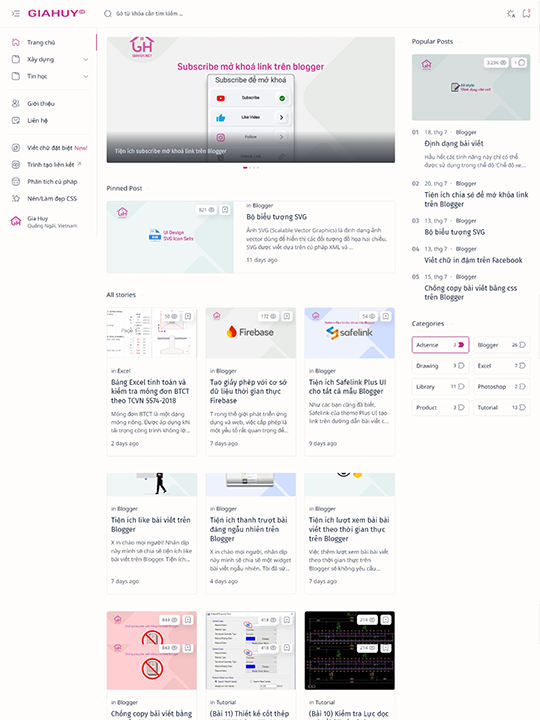 GIAHUY
Gõ từ khóa cần tìm kiếm ...
Trang chủ
Xây dựng
Tin học
Giới thiệu
Liên hệ
Viết chữ đặt biệt New!
Trình tạo liên kết
Phân tích cú pháp
Nén/Làm đẹp CSS
Gia Huy
Quảng Ngãi, Vietnam
GH
GIAHUY.NET
Subscribe mở khoá link trên blogger
Subscribe để mở khoá
Subscribe
Like Video
Instagram
Tiện ích subscribe mở khoá link trên Blogger
Pinned Post
821
UI Design
SVG Icon Sets
in Blogger
Bộ biểu tượng SVG
Ảnh SVG (Scalable Vector Graphics) là định dạng ảnh
vector dùng để hiển thị các đối tượng đồ họa hai chiều.
SVG được viết dựa trên cú pháp XML và ...
11 days ago
All stories
50
in Excel
Bảng Excel tính toán và
kiểm tra móng đơn BTCT
theo TCVN 5574-2018
Móng đơn BTCT là một dạng
móng nông. Được áp dụng khi
tải trọng công trình không lớ...
2 days ago
172
Firebase
in Blogger
Tạo giấy phép với cơ sở
dữ liệu thời gian thực
Firebase
T rong thế giới phát triển ứng
dụng và web, việc cấp phép là
một yếu tố rất quan trọng để...
7 days ago
54
safelink
in Blogger
Tiện ích Safelink Plus UI
cho tất cả mẫu Blogger
Như các bạn cũng đã biết,
Safelink của theme Plus UI tạo
link trên đường dẫn bài viết c...
9 days ago
in Blogger
Tiện ích like bài viết trên
Blogger
X in chào mọi người! Nhân dịp
này mình sẽ chia sẽ tiện ích like
bài viết trên Blogger. Tiện ích...
7 days ago
in Blogger
Tiện ích thanh trượt bài
đăng ngẫu nhiên trên
Blogger
X in chào mọi người, nhân dịp
này mình sẽ chia sẽ một widget
bài viết ngẫu nhiên. Tôi đã sử...
4 days ago
in Blogger
Tiện ích lượt xem bài bài
viết theo thời gian thực
trên Blogger
Việc thêm lượt xem bài bài viết
theo thời gian thực trên
Blogger sẽ không yêu cầu...
7 days ago
843
843
in Blogger
Chống copy bài viết bằng
418
418
in Tutorial
(Bài 11) Thiết kế cốt thép
214
214
in Tutorial
(Bài 10) Kiểm tra Lực dọc
Popular Posts
3.29K
1
01 18, thg 7 · Blogger
Định dạng bài viết
Hầu hết các tính năng này chỉ có thể
được sử dụng trong chế độ 'Chế độ xe...
02 20, thg 7 · Blogger
Tiện ích chia sẻ để mở khóa link
trên Blogger
03 13, thg 7 · Blogger
Bộ biểu tượng SVG
04 13, thg 7 · Blogger
Viết chữ in đậm trên Facebook
05 15, thg 7 · Blogger
Chống copy bài viết bằng css
trên Blogger
Categories
Adsense 3
Blogger 26
Drawing 3
Excel 7
Library 11
Photoshop 2
Product 3
Tutorial 13